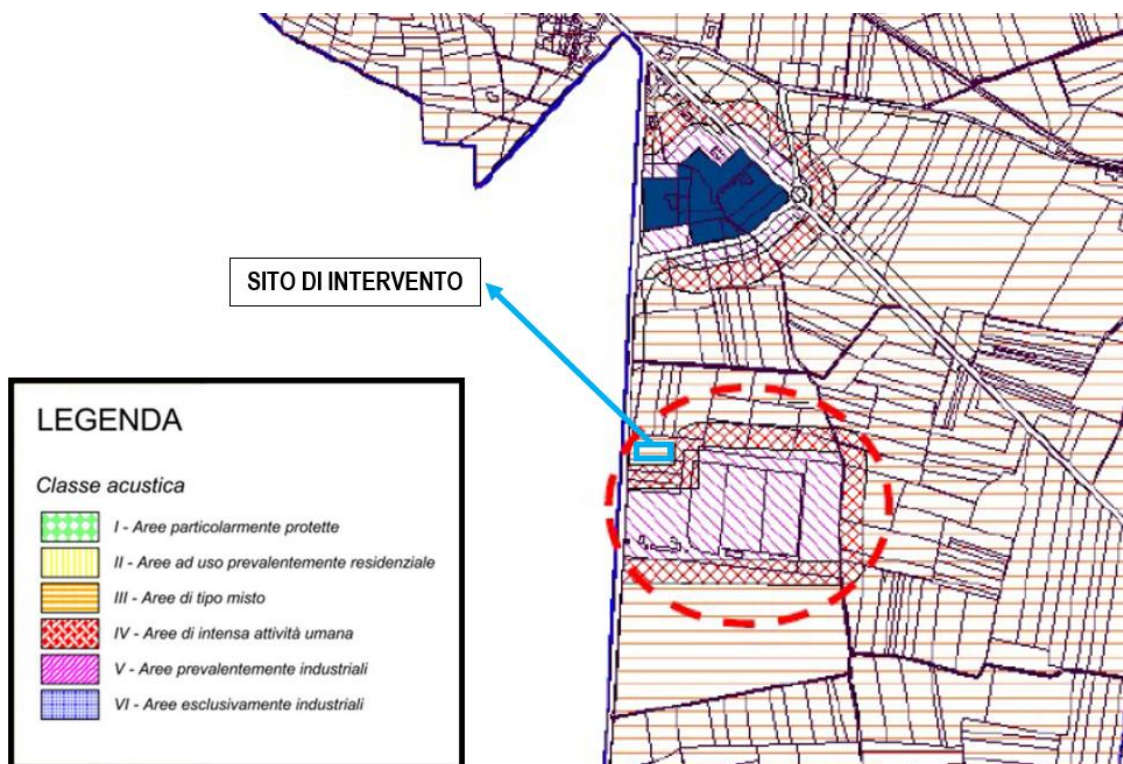 SITO DI INTERVENTO
LEGENDA
Classe acustica
I - Aree particolarmente protette
II - Aree ad uso prevalentemente residenziale
III - Aree di tipo misto
IV - Aree di intensa attività umana
V - Aree prevalentemente industriali
VI - Aree esclusivamente industriali